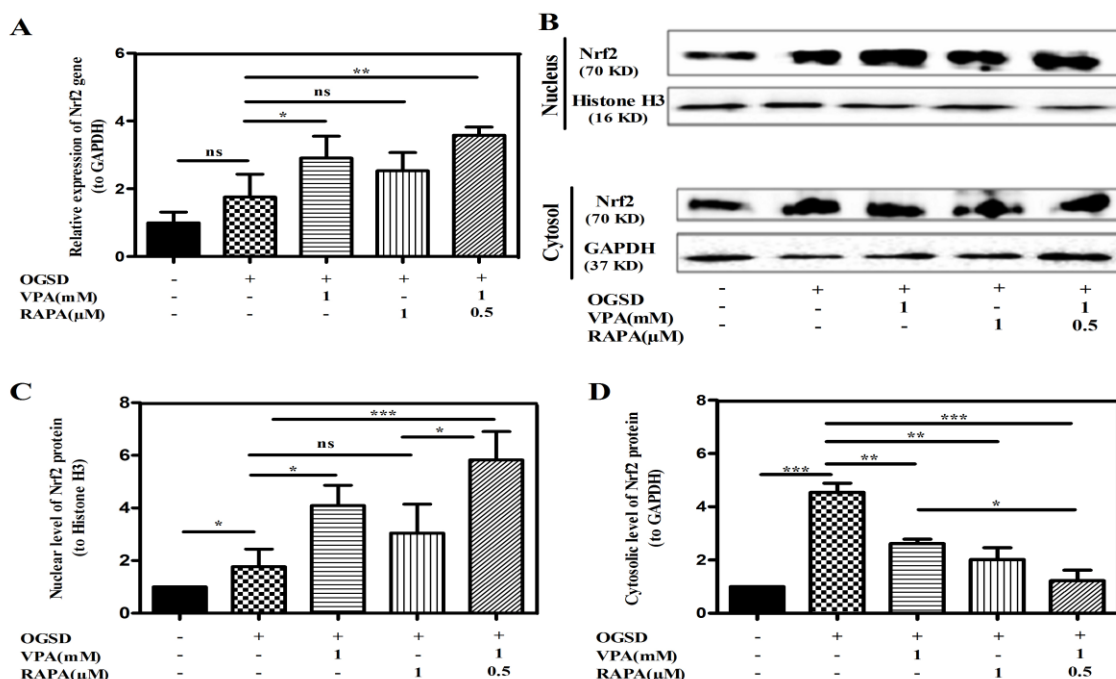 A
Relative expression of Nrf2 gene
(to GAPDH)
6
4
2
0
ns
*
ns
**
OGSD - + + + +
VPA(mM) - - 1 - 1
RAPA(μM) - - - 1 0.5
B
Nucleus
Nrf2
(70 KD)
Histone H3
(16 KD)
Cytosol
Nrf2
(70 KD)
GAPDH
(37 KD)
- + + + + OGSD
- - 1 - 1 VPA(mM)
- - - 1 0.5 RAPA(μM)
C
Nuclear level of Nrf2 protein
(to Histone H3)
8
6
4
2
0
*
*
ns
*
***
OGSD - + + + +
VPA(mM) - - 1 - 1
RAPA(μM) - - - 1 0.5
D
Cytosolic level of Nrf2 protein
(to GAPDH)
8
6
4
2
0
***
**
**
***
*
OGSD - + + + +
VPA(mM) - - 1 - 1
RAPA(μM) - - - 1 0.5